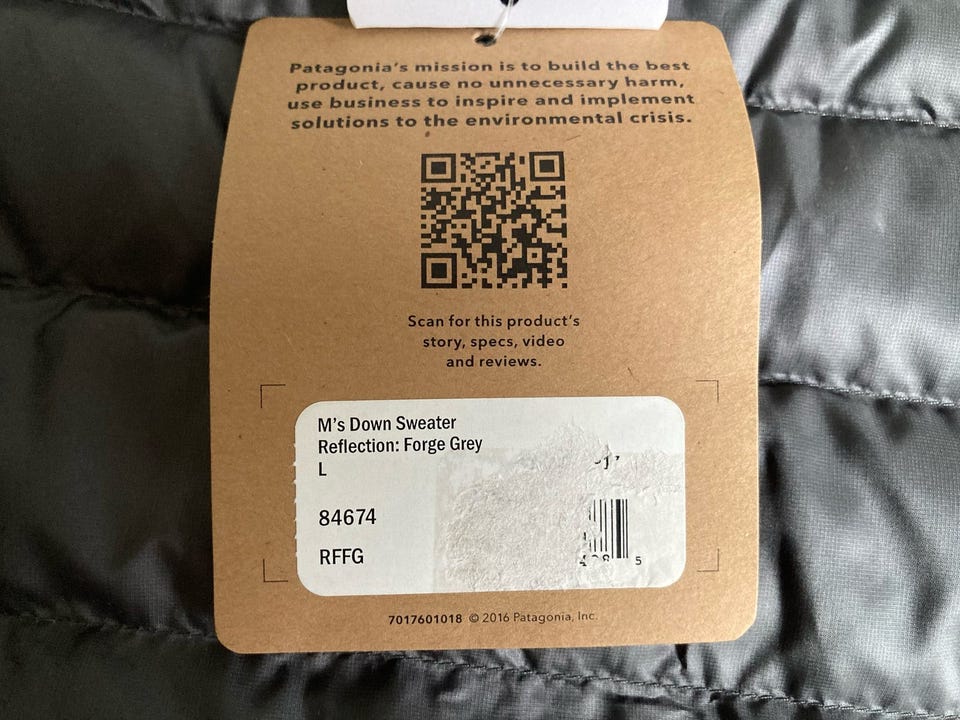 Patagonia's mission is to build the best
product, cause no unnecessary harm,
use business to inspire and implement
solutions to the environmental crisis.
Scan for this product's
story, specs, video
and reviews.
M's Down Sweater
Reflection: Forge Grey
L
84674
RFFG
5
7017601018 © 2016 Patagonia, Inc.